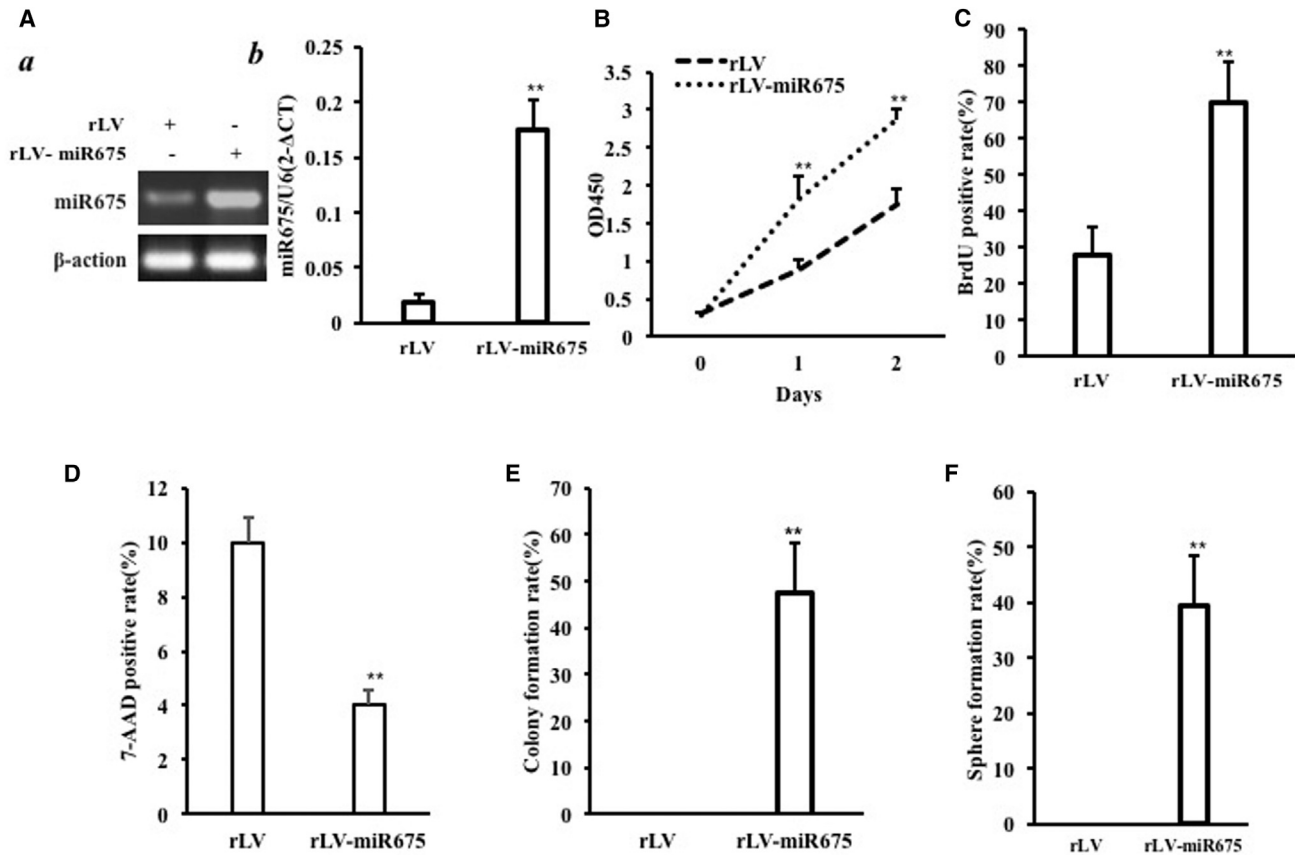 A
a
rLV + -
rLV- miR675 - +
miR675
β-action
b
miR675/U6(2-ΔCT)
0.25
0.2
0.15
0.1
0.05
0
**
rLV rLV-miR675
B
rLV
rLV-miR675
OD450
3.5
3
2.5
2
1.5
1
0.5
0
**
**
0 1 2
Days
C
BrdU positive rate(%)
90
80
70
60
50
40
30
20
10
0
**
rLV rLV-miR675
D
7-AAD positive rate(%)
12
10
8
6
4
2
0
**
rLV rLV-miR675
E
Colony formation rate(%)
70
60
50
40
30
20
10
0
**
rLV rLV-miR675
F
Sphere formation rate(%)
60
50
40
30
20
10
0
**
rLV rLV-miR675